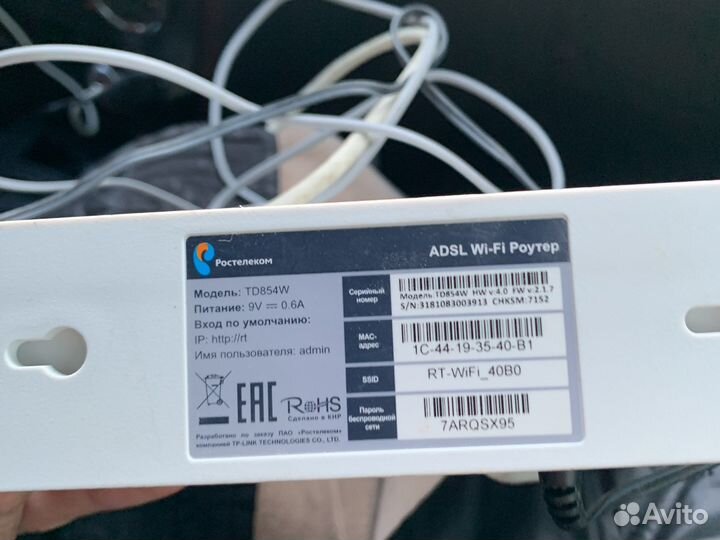 Ростелеком
ADSL Wi-Fi Роутер
Модель: TD854W
Питание: 9V 0.6A
Вход по умолчанию:
IP: http://rt
Имя пользователя: admin
EAC
RoHS
Сделано в КНР
Разработано по заказу ПАО «Ростелеком»
компанией TP-LINK TECHNOLOGIES CO., LTD.
Серийный
номер
Модель:TD854W HW v:4.0 FW v:2.1.7
S/N:3181083003913 CHKSM:7152
MAC-
адрес
1C-44-19-35-40-B1
SSID
RT-WiFi_40B0
Пароль
беспроводной
сети
7ARQSX95
Avito